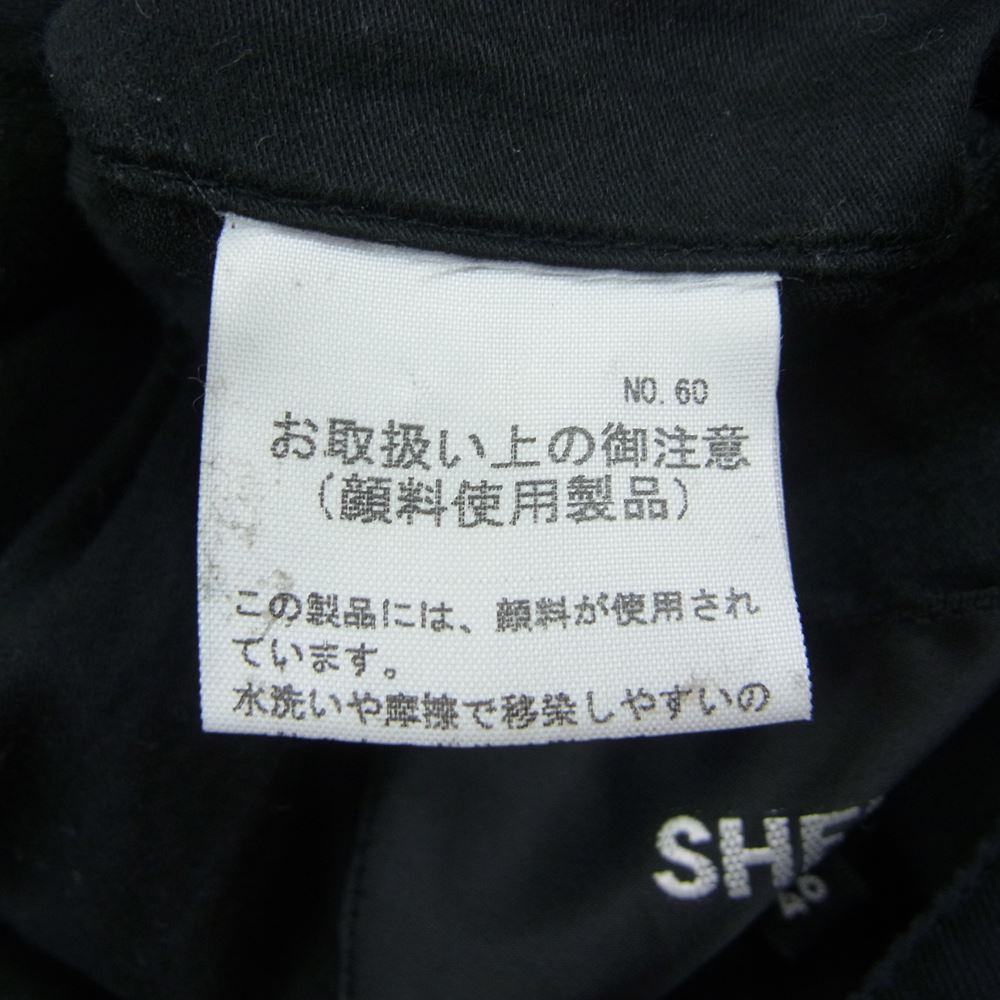 NO. 60
お取扱い上の御注意
(顔料使用製品)
この製品には、顔料が使用され
ています。
水洗いや摩擦で移染しやすいの